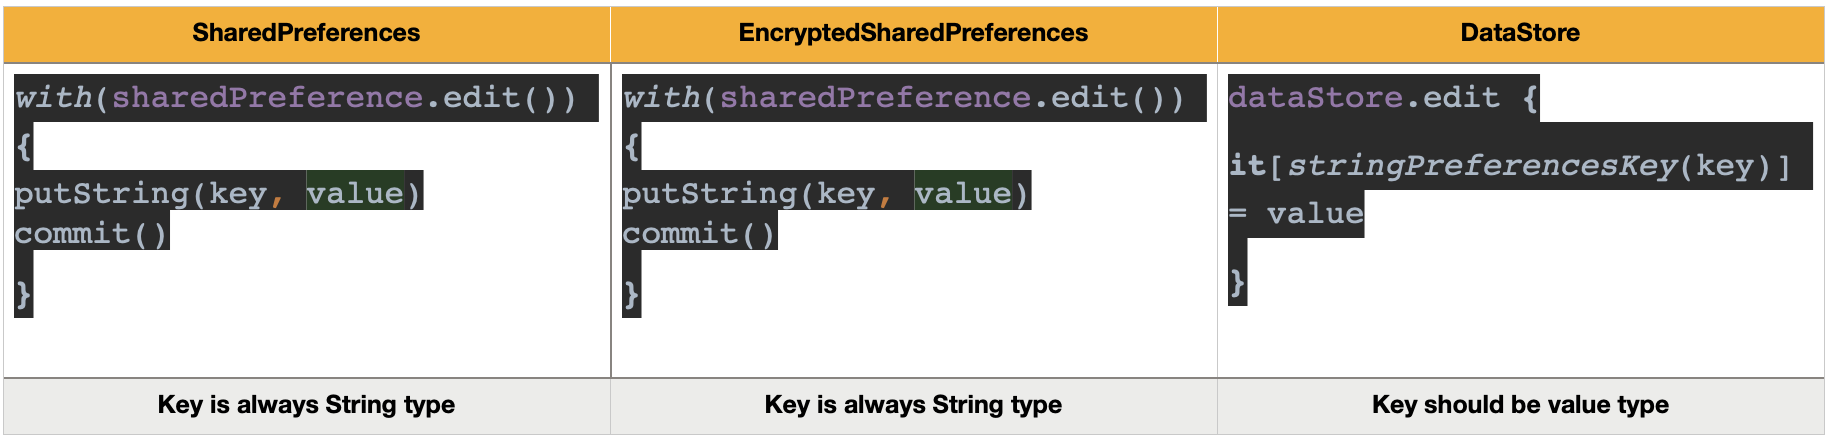 SharedPreferences
EncryptedSharedPreferences
DataStore
with(sharedPreference.edit())
{
putString(key, value)
commit()
}
with(sharedPreference.edit())
{
putString(key, value)
commit()
}
dataStore.edit {
it[stringPreferencesKey(key)]
= value
}
Key is always String type
Key is always String type
Key should be value type